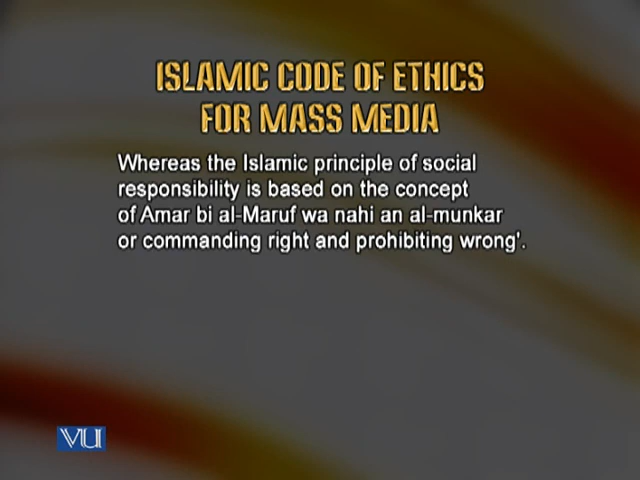 ISLAMIC CODE OF ETHICS
FOR MASS MEDIA
Whereas the Islamic principle of social
responsibility is based on the concept
of Amar bi al-Maruf wa nahi an al-munkar
or commanding right and prohibiting wrong'.
VU